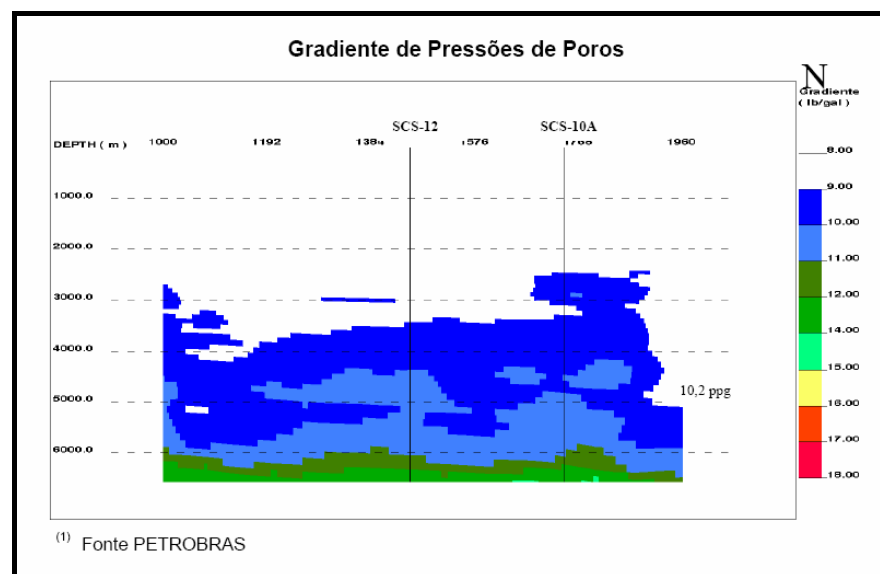 Gradiente de Pressões de Poros
N
Gradiente
( lb/gal )
SCS-12 SCS-10A
DEPTH ( m ) 1000 1192 1384 1576 1768 1960
8.00
9.00
10.00
11.00
12.00
14.00
15.00
16.00
17.00
18.00
1000.0
2000.0
3000.0
4000.0
5000.0
6000.0
10,2 ppg
(1) Fonte PETROBRAS